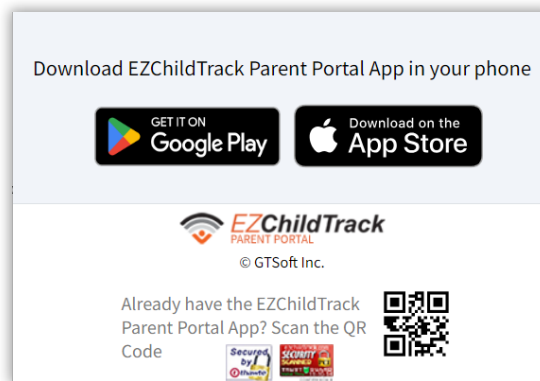 Download EZChildTrack Parent Portal App in your phone
GET IT ON
Google Play
Download on the
App Store
EZChildTrack
PARENT PORTAL
© GTSoft Inc.
Already have the EZChildTrack
Parent Portal App? Scan the QR
Code
Secured
by
thawte
SECURITY
SCANNED